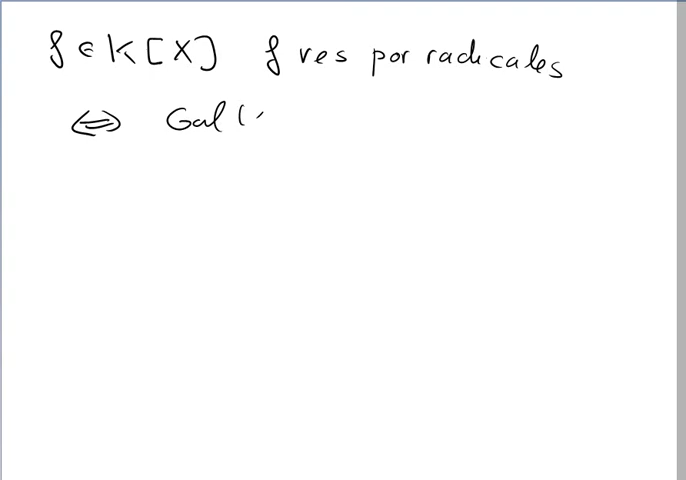 f ∈ K[X] f res por radicales
⇔ Gal (